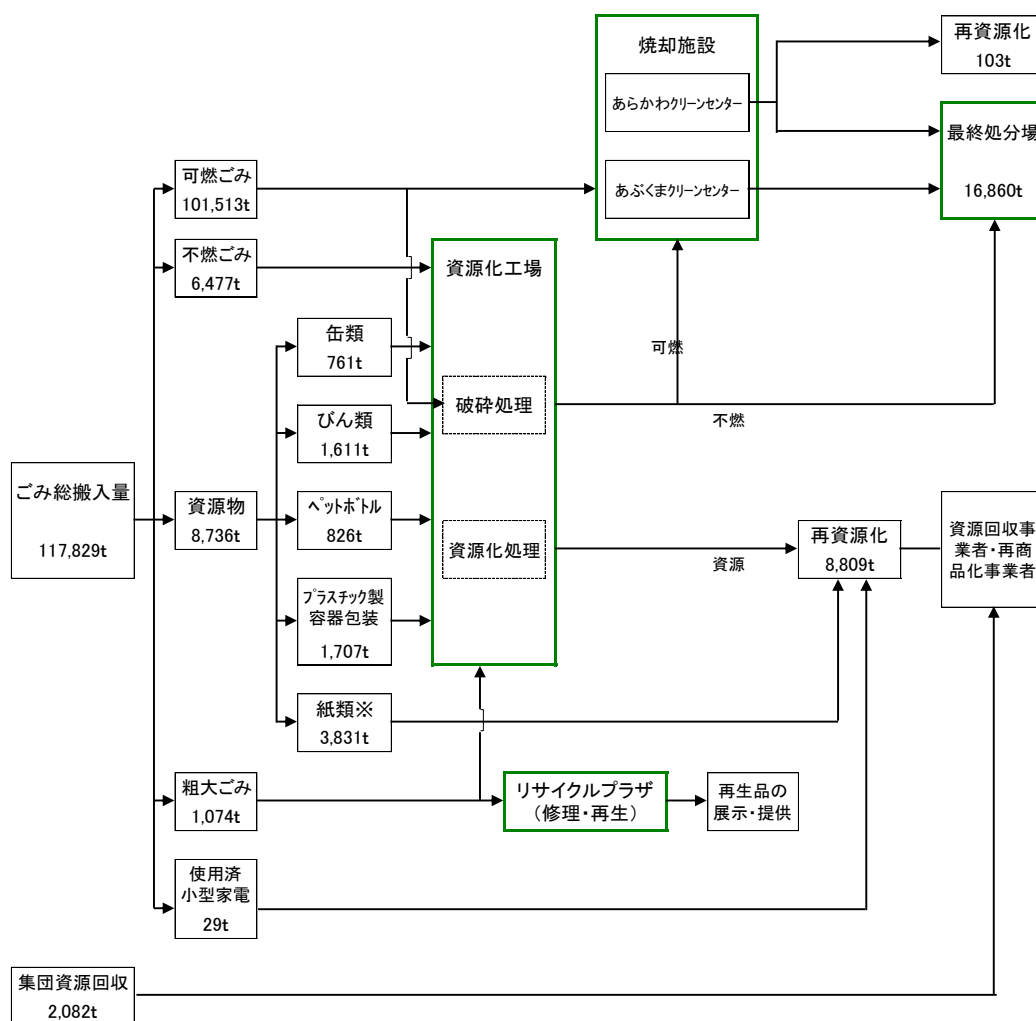 焼却施設
あらかわクリーンセンター
あぶくまクリーンセンター
再資源化
103t
最終処分場
16,860t
可燃ごみ
101,513t
不燃ごみ
6,477t
資源化工場
缶類
761t
可燃
破砕処理
不燃
びん類
1,611t
ごみ総搬入量
117,829t
資源物
8,736t
ペットボトル
826t
資源化処理
資源
再資源化
8,809t
資源回収事
業者・再商
品化事業者
プラスチック製
容器包装
1,707t
紙類※
3,831t
粗大ごみ
1,074t
リサイクルプラザ
（修理・再生）
再生品の
展示・提供
使用済
小型家電
29t
集団資源回収
2,082t